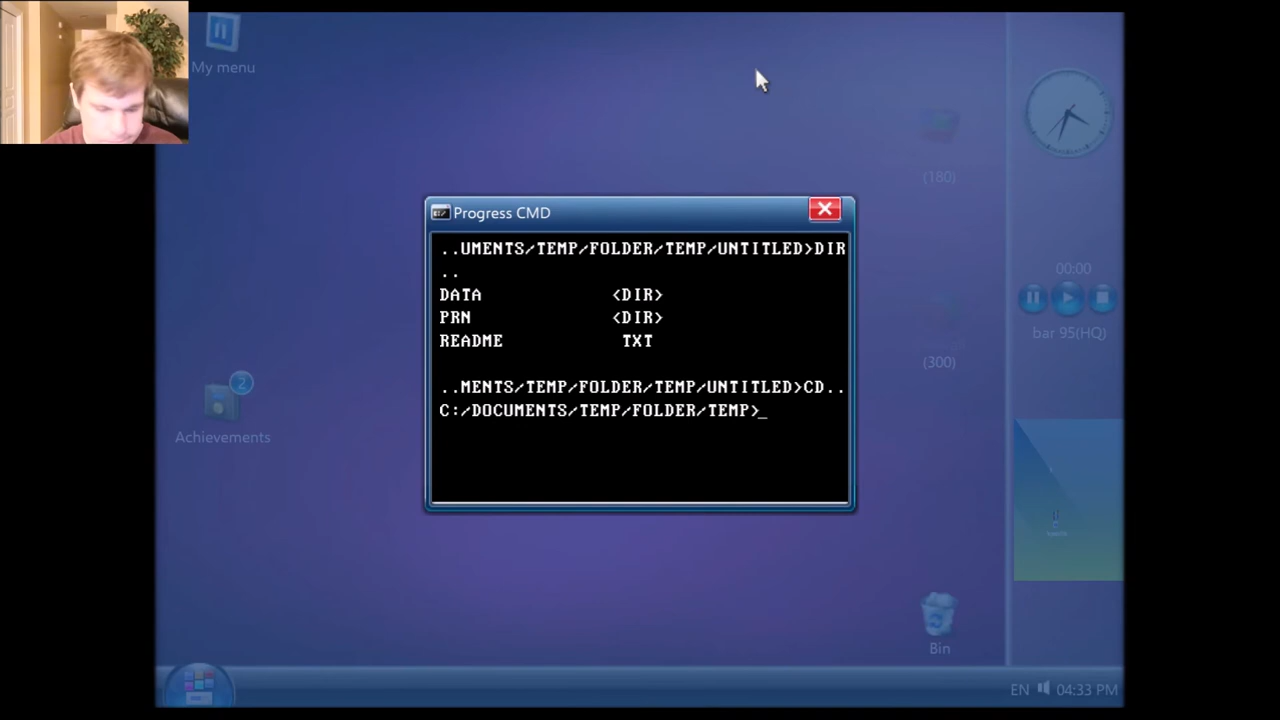 My menu
(180)
Progress CMD
..UMENTS/TEMP/FOLDER/TEMP/UNTITLED>DIR
..
DATA <DIR>
PRN <DIR>
README TXT
..MENTS/TEMP/FOLDER/TEMP/UNTITLED>CD..
C:/DOCUMENTS/TEMP/FOLDER/TEMP>_
00:00
bar 95(HQ)
(300)
2
Achievements
Bin
EN 04:33 PM